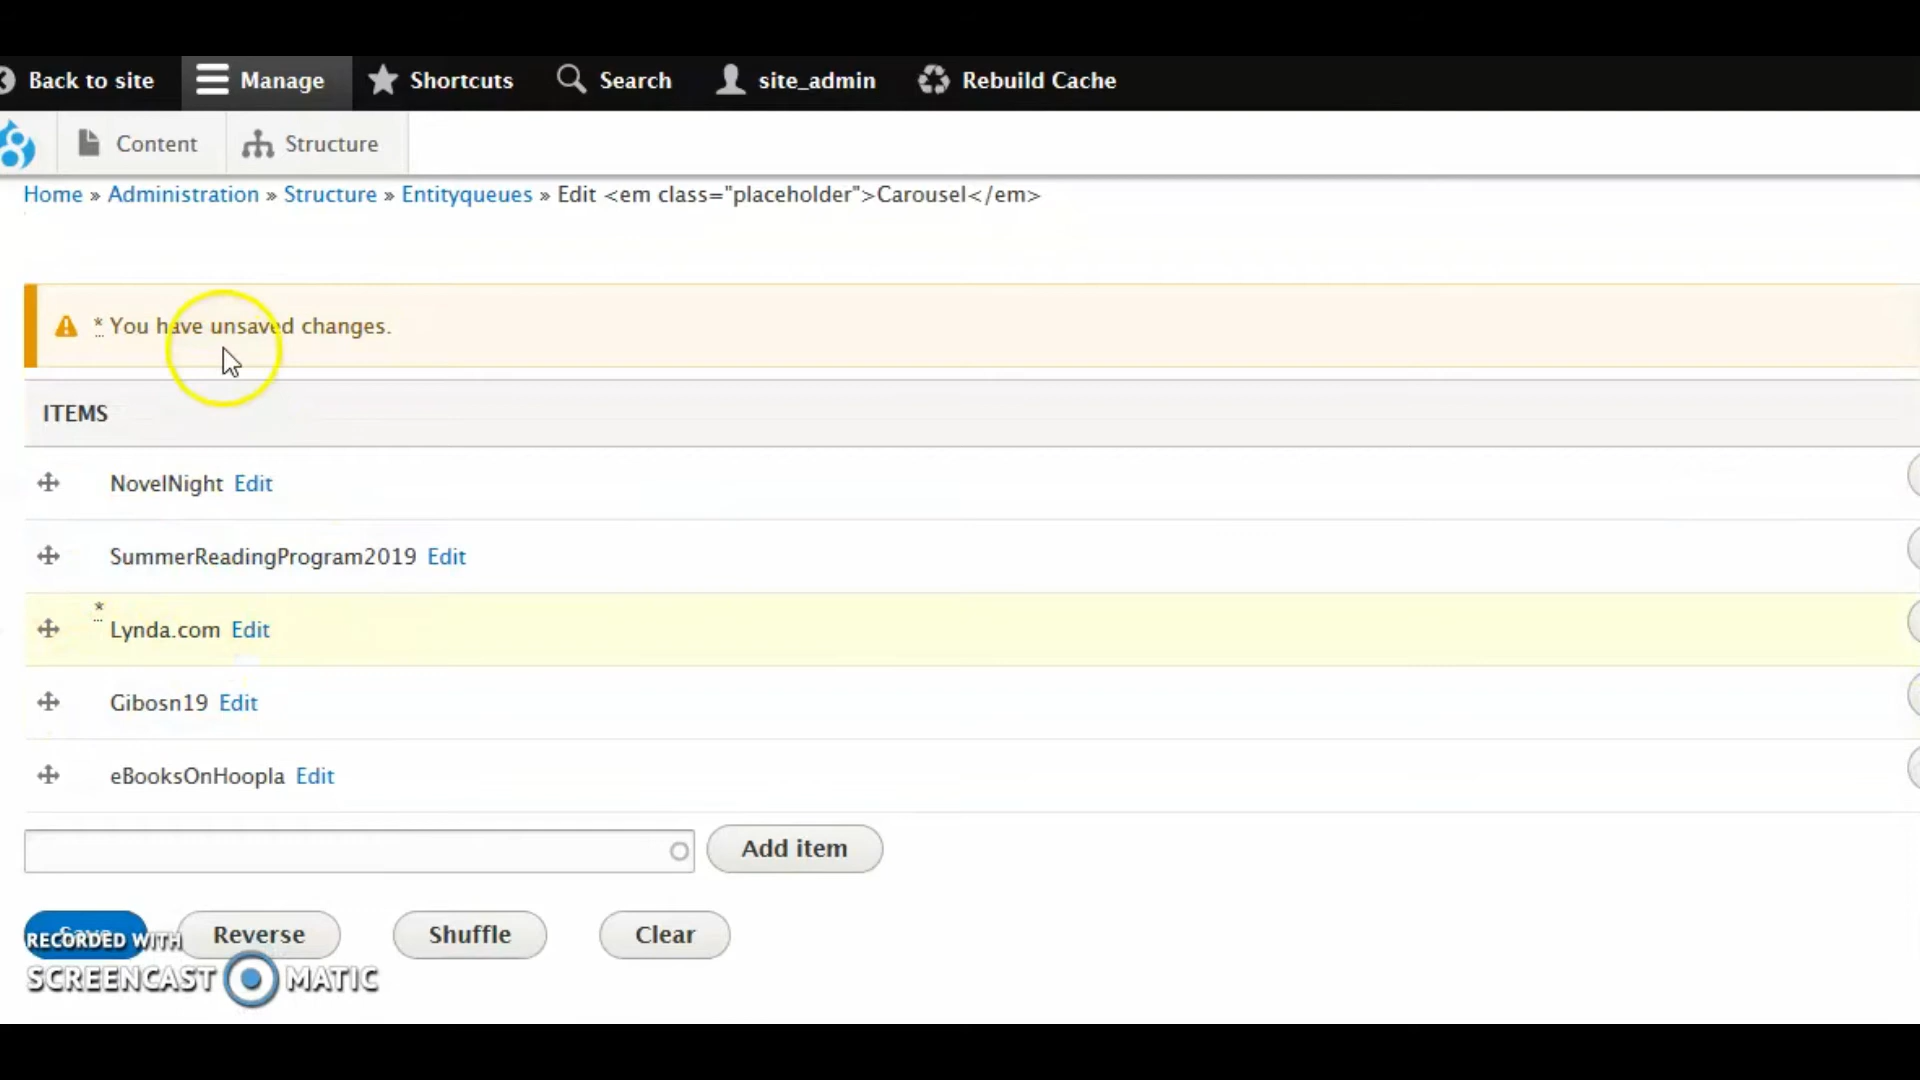 Back to site Manage Shortcuts Search site_admin Rebuild Cache
Content Structure
Home » Administration » Structure » Entityqueues » Edit <em class="placeholder">Carousel</em>
* You have unsaved changes.
ITEMS
NovelNight Edit
SummerReadingProgram2019 Edit
* Lynda.com Edit
Gibosn19 Edit
eBooksOnHoopla Edit
Add item
Reverse Shuffle Clear
RECORDED WITH
SCREENCAST MATIC